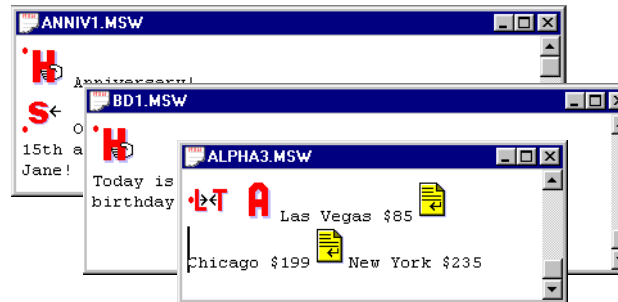 ANNIV1.MSW
H Anniversary!
S
15th a
Jane!
BD1.MSW
H
Today is
birthday
ALPHA3.MSW
LT A Las Vegas $85
Chicago $199 New York $235